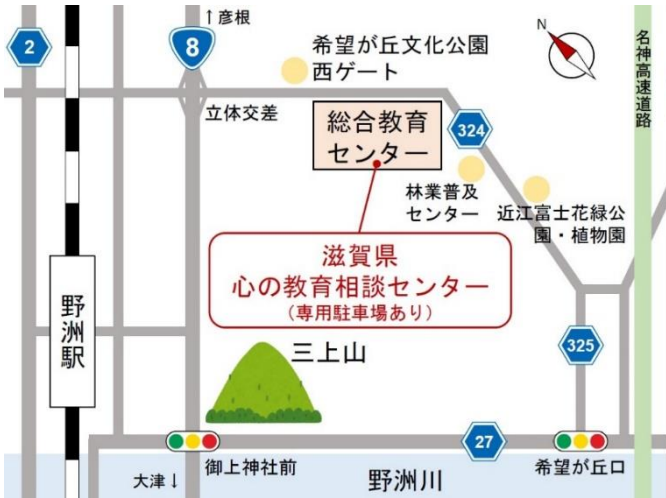 2
8
↑彦根
希望が丘文化公園
西ゲート
N
名神高速道路
立体交差
総合教育
センター
324
林業普及
センター
近江富士花緑公
園・植物園
滋賀県
心の教育相談センター
(専用駐車場あり)
野洲駅
三上山
325
27
御上神社前
希望が丘口
大津↓
野洲川